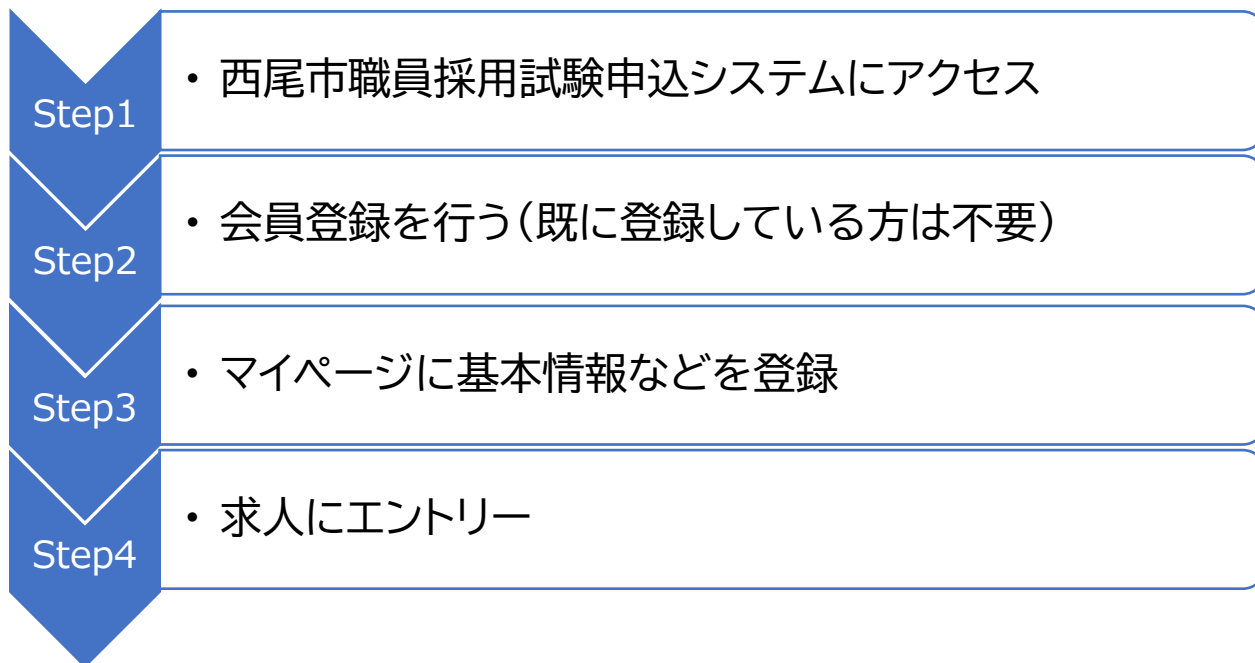 Step1
・ 西尾市職員採用試験申込システムにアクセス
Step2
・ 会員登録を行う(既に登録している方は不要)
Step3
・ マイページに基本情報などを登録
Step4
・ 求人にエントリー